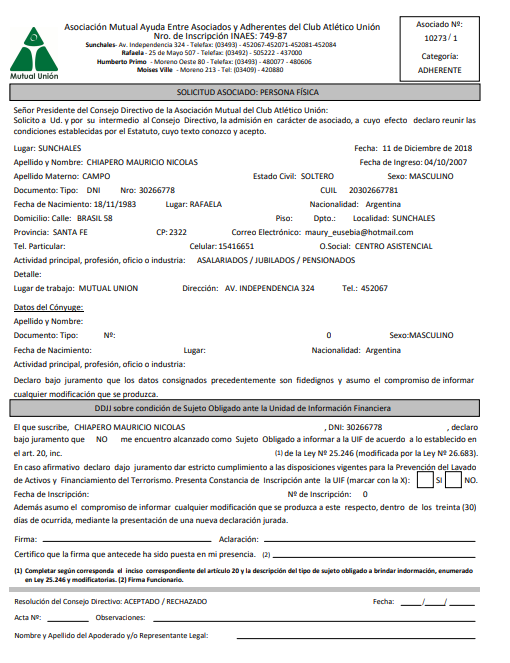 Asociación Mutual Ayuda Entre Asociados y Adherentes del Club Atlético Unión
Nro. de Inscripción INAES: 749-87
Sunchales- Av. Independencia 324 - Telefax: (03493) - 452067-452071-452081-452084
Rafaela - 25 de Mayo 507 - Telefax: (03492) - 505222 - 437000
Humberto Primo - Moreno Oeste 80 - Telefax: (03493) - 480077 - 480606
Moises Ville - Moreno 213 - Tel: (03409) - 420880
Mutual Unión
Asociado Nº:
10273 / 1
Categoría:
ADHERENTE
SOLICITUD ASOCIADO: PERSONA FÍSICA
Señor Presidente del Consejo Directivo de la Asociación Mutual del Club Atlético Unión:
Solicito a Ud. y por su intermedio al Consejo Directivo, la admisión en carácter de asociado, a cuyo efecto declaro reunir las
condiciones establecidas por el Estatuto, cuyo texto conozco y acepto.
Lugar: SUNCHALES Fecha: 11 de Diciembre de 2018
Apellido y Nombre: CHIAPERO MAURICIO NICOLAS Fecha de Ingreso: 04/10/2007
Apellido Materno: CAMPO Estado Civil: SOLTERO Sexo: MASCULINO
Documento: Tipo: DNI Nro: 30266778 CUIL 20302667781
Fecha de Nacimiento: 18/11/1983 Lugar: RAFAELA Nacionalidad: Argentina
Domicilio: Calle: BRASIL 58 Piso: Dpto.: Localidad: SUNCHALES
Provincia: SANTA FE CP: 2322 Correo Electrónico: maury_eusebia@hotmail.com
Tel. Particular: Celular: 15416651 O.Social: CENTRO ASISTENCIAL
Actividad principal, profesión, oficio o industria: ASALARIADOS / JUBILADOS / PENSIONADOS
Detalle:
Lugar de trabajo: MUTUAL UNION Dirección: AV. INDEPENDENCIA 324 Tel.: 452067
Datos del Cónyuge:
Apellido y Nombre:
Documento: Tipo: Nº: 0 Sexo:MASCULINO
Fecha de Nacimiento: Lugar: Nacionalidad: Argentina
Actividad principal, profesión, oficio o industria:
Declaro bajo juramento que los datos consignados precedentemente son fidedignos y asumo el compromiso de informar
cualquier modificación que se produzca.
DDJJ sobre condición de Sujeto Obligado ante la Unidad de Información Financiera
El que suscribe, CHIAPERO MAURICIO NICOLAS , DNI: 30266778 , declaro
bajo juramento que NO me encuentro alcanzado como Sujeto Obligado a informar a la UIF de acuerdo a lo establecido en
el art. 20, inc. (1) de la Ley Nº 25.246 (modificada por la Ley Nº 26.683).
En caso afirmativo declaro dajo juramento dar estricto cumplimiento a las disposiciones vigentes para la Prevención del Lavado
de Activos y Financiamiento del Terrorismo. Presenta Constancia de Inscripción ante la UIF (marcar con la X): SI NO.
Fecha de Inscripción: Nº de Inscripción: 0
Además asumo el compromiso de informar cualquier modificación que se produzca a este respecto, dentro de los treinta (30)
días de ocurrida, mediante la presentación de una nueva declaración jurada.
Firma: Aclaración:
Certifico que la firma que antecede ha sido puesta en mi presencia. (2)
(1) Completar según corresponda el inciso correspondiente del artículo 20 y la descripción del tipo de sujeto obligado a brindar indormación, enumerado
en Ley 25.246 y modificatorias. (2) Firma Funcionario.
Resolución del Consejo Directivo: ACEPTADO / RECHAZADO Fecha: ____/____/ ____
Acta Nº: Observaciones:
Nombre y Apellido del Apoderado y/o Representante Legal: